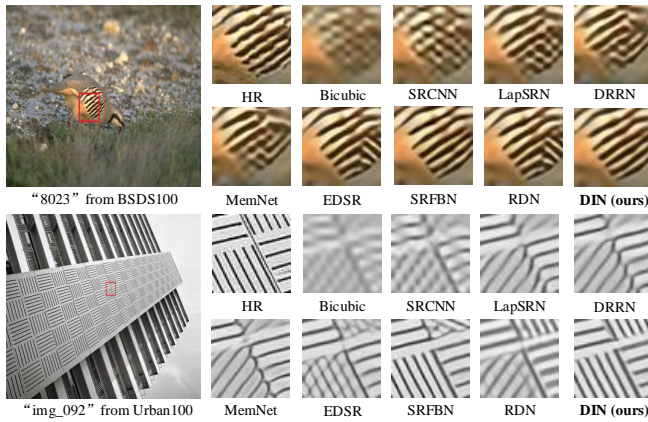 HR Bicubic SRCNN LapSRN DRRN
“8023” from BSDS100 MemNet EDSR SRFBN RDN DIN (ours)
HR Bicubic SRCNN LapSRN DRRN
“img_092” from Urban100 MemNet EDSR SRFBN RDN DIN (ours)